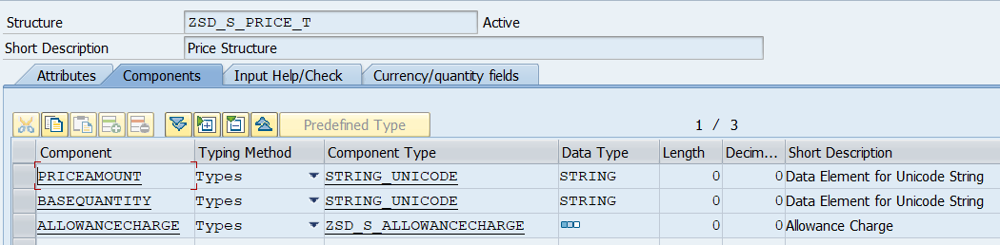 Structure ZSD_S_PRICE_T Active
Short Description Price Structure
Attributes Components Input Help/Check Currency/quantity fields
Predefined Type 1 / 3
Component Typing Method Component Type Data Type Length Decim... Short Description
PRICEAMOUNT Types STRING_UNICODE STRING 0 0 Data Element for Unicode String
BASEQUANTITY Types STRING_UNICODE STRING 0 0 Data Element for Unicode String
ALLOWANCECHARGE Types ZSD_S_ALLOWANCECHARGE 0 0 Allowance Charge